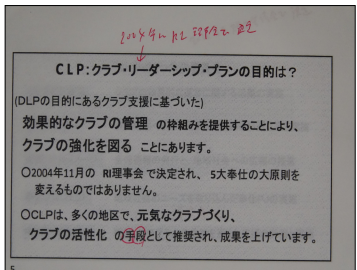 2004年に RI 理事会で 決定
CLP:クラブ・リーダーシップ・プランの目的は?
(DLPの目的にあるクラブ支援に基づいた)
効果的なクラブの管理 の枠組みを提供することにより、
クラブの強化を図る ことにあります。
○2004年11月の RI理事会 で決定され、 5大奉仕の大原則を
変えるものではありません。
○CLPは、多くの地区で、元気なクラブづくり、
クラブの活性化 の手段として推奨され、成果を上げています。